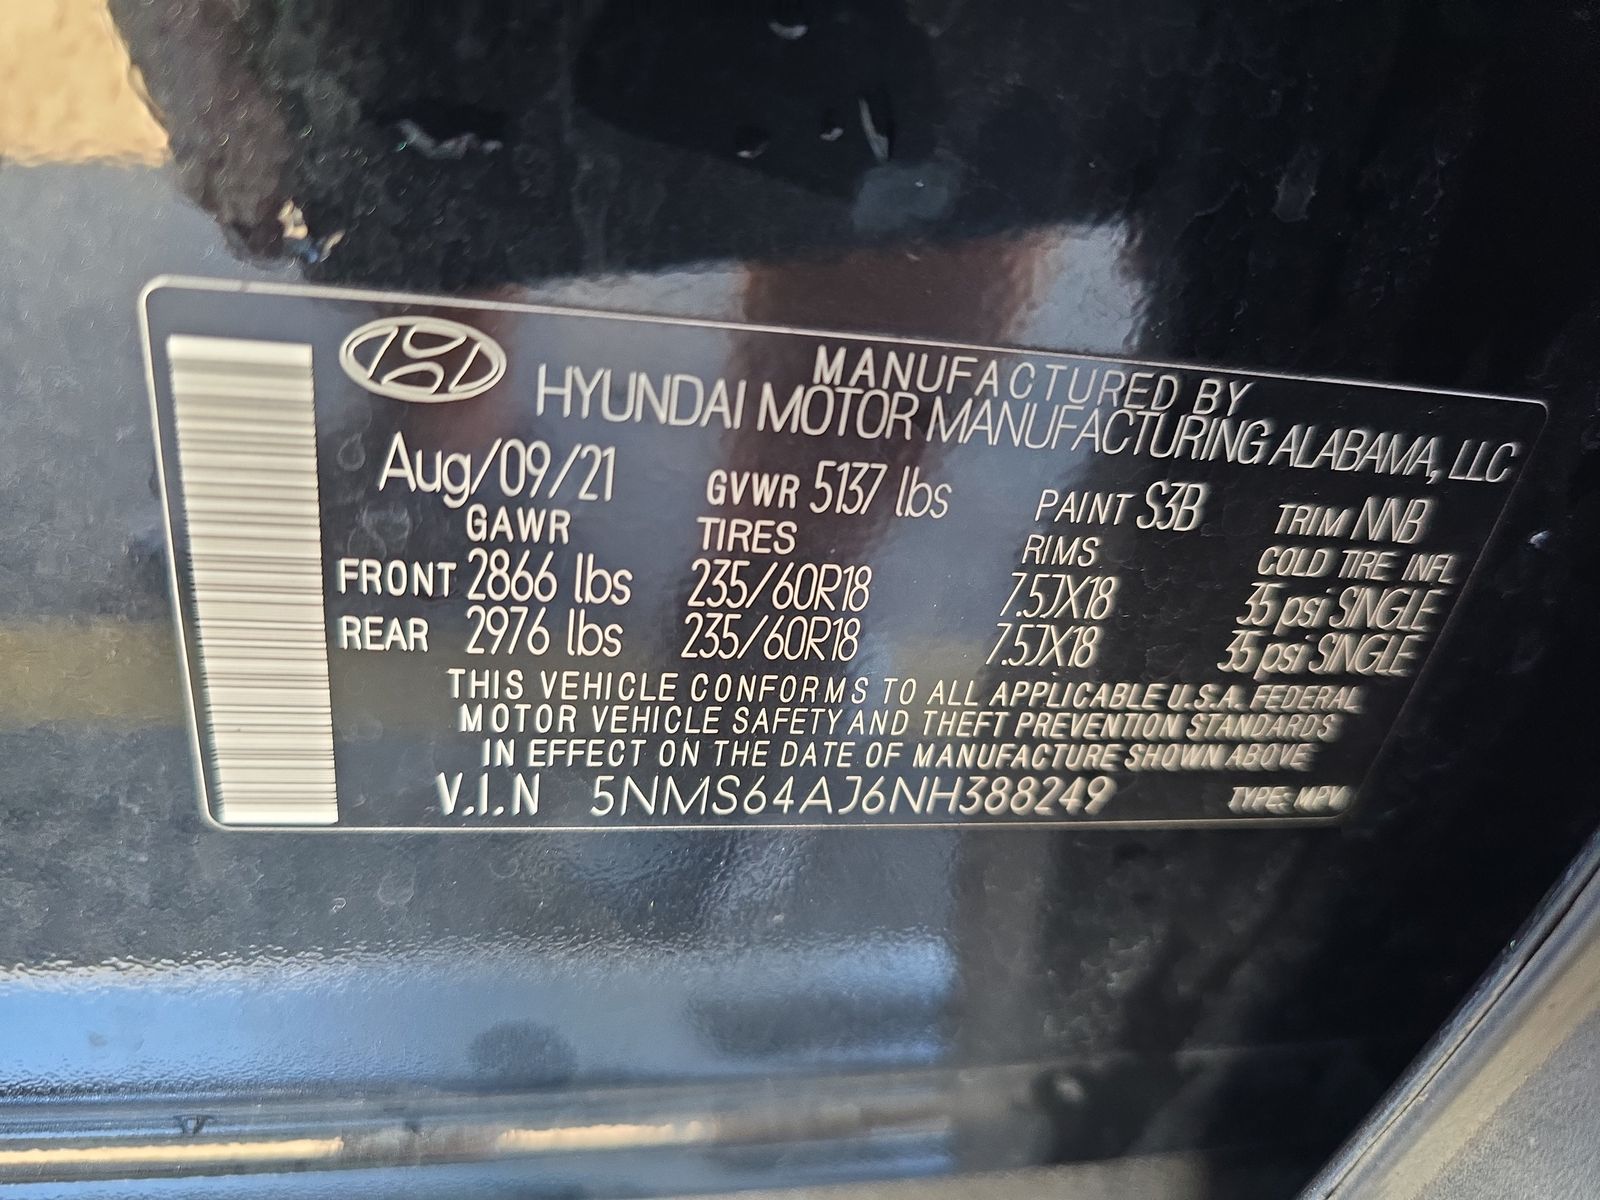 MANUFACTURED BY
HYUNDAI MOTOR MANUFACTURING ALABAMA, LLC
Aug/09/21 GVWR 5137 lbs PAINT S3B TRIM NNB
GAWR TIRES RIMS COLD TIRE INFL
FRONT 2866 lbs 235/60R18 7.5JX18 35 psi SINGLE
REAR 2976 lbs 235/60R18 7.5JX18 35 psi SINGLE
THIS VEHICLE CONFORMS TO ALL APPLICABLE U.S.A. FEDERAL
MOTOR VEHICLE SAFETY AND THEFT PREVENTION STANDARDS
IN EFFECT ON THE DATE OF MANUFACTURE SHOWN ABOVE
V.I.N 5NMS64AJ6NH388249 TYPE: MPV